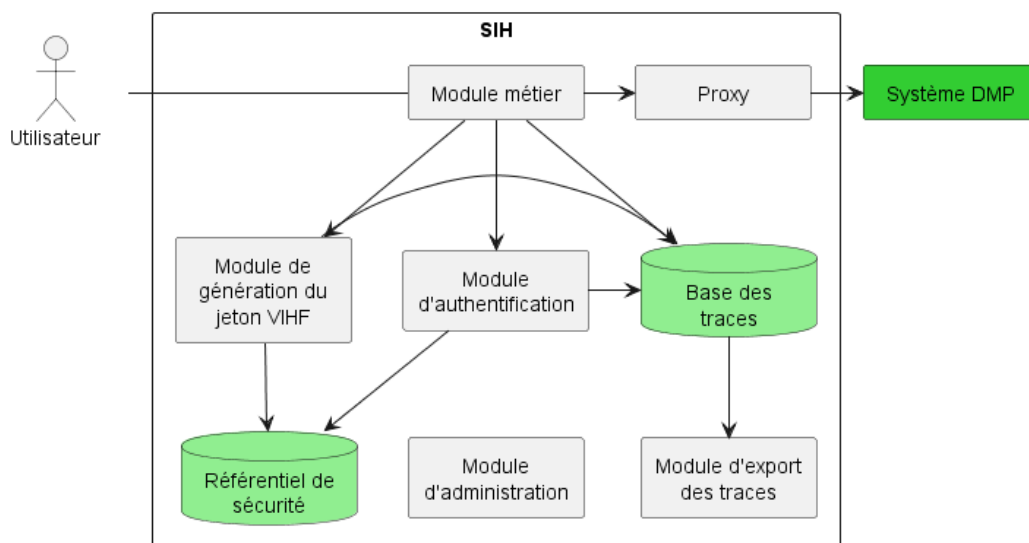 SIH
Utilisateur
Module métier
Proxy
Système DMP
Module de
génération du
jeton VIHF
Module
d'authentification
Base des
traces
Référentiel de
sécurité
Module
d'administration
Module d'export
des traces